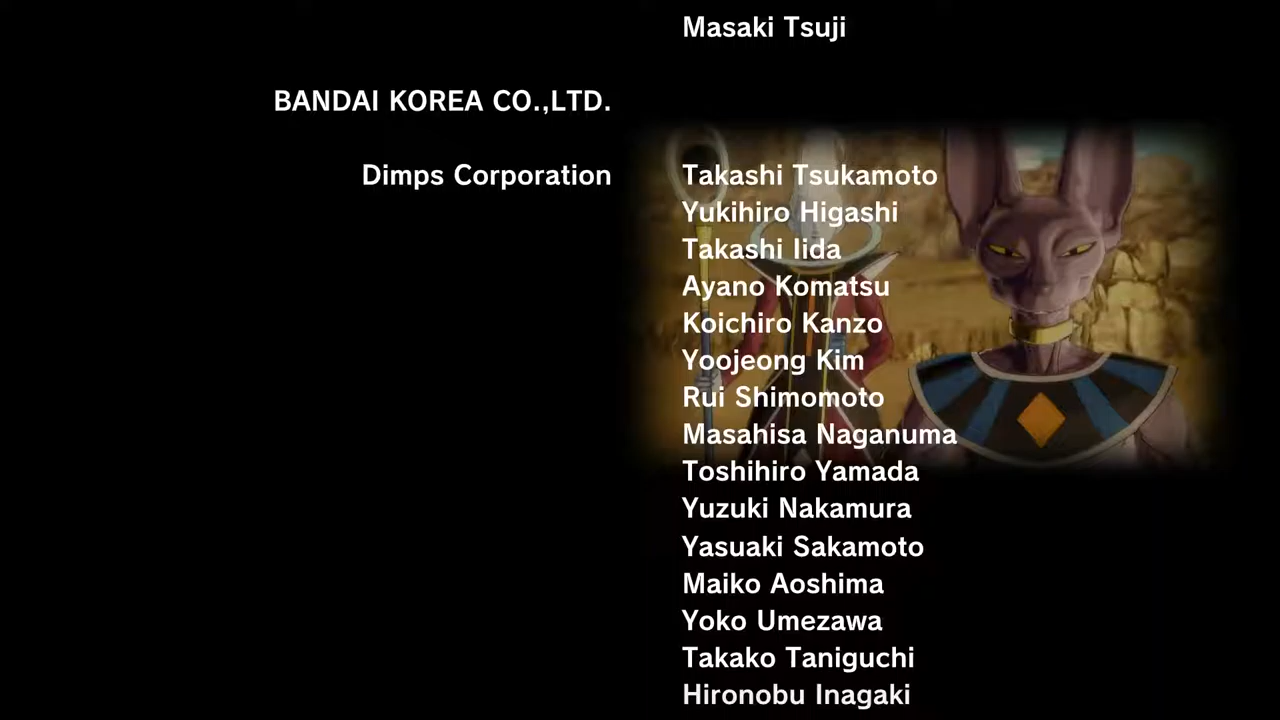 Masaki Tsuji
BANDAI KOREA CO.,LTD.
Dimps Corporation Takashi Tsukamoto
Yukihiro Higashi
Takashi Iida
Ayano Komatsu
Koichiro Kanzo
Yoojeong Kim
Rui Shimomoto
Masahisa Naganuma
Toshihiro Yamada
Yuzuki Nakamura
Yasuaki Sakamoto
Maiko Aoshima
Yoko Umezawa
Takako Taniguchi
Hironobu Inagaki